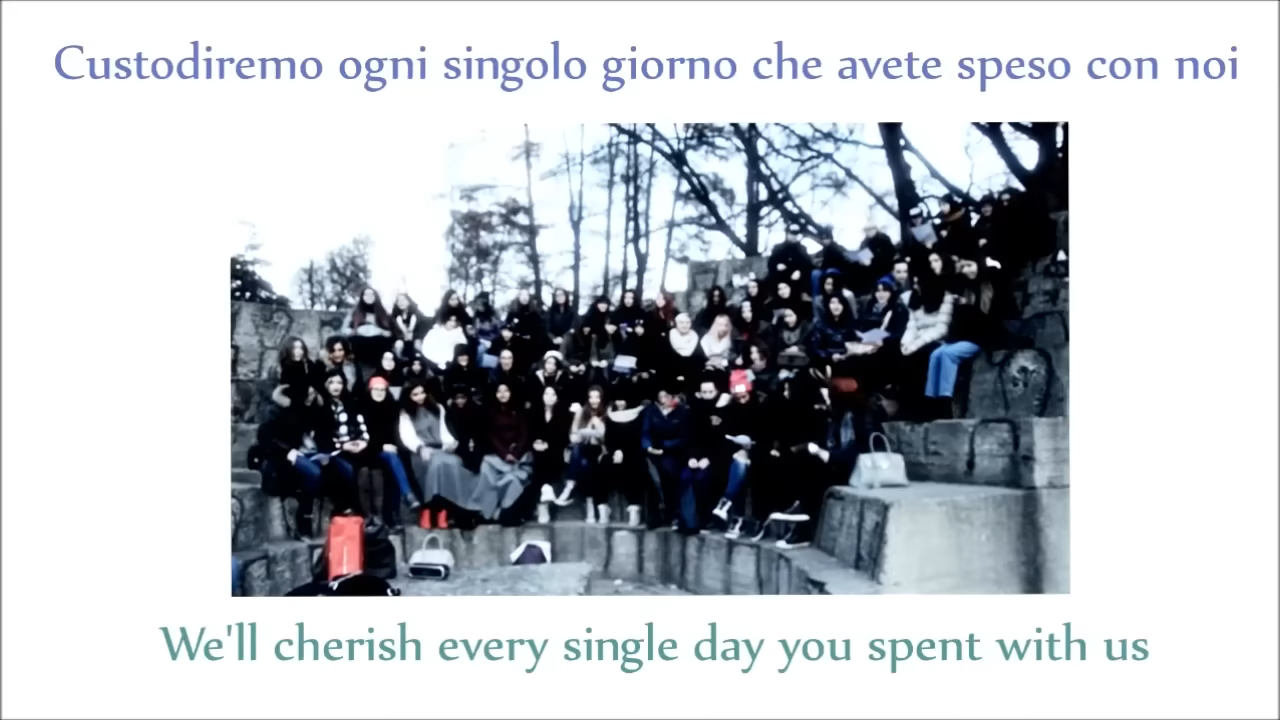 Custodiremo ogni singolo giorno che avete speso con noi
We'll cherish every single day you spent with us